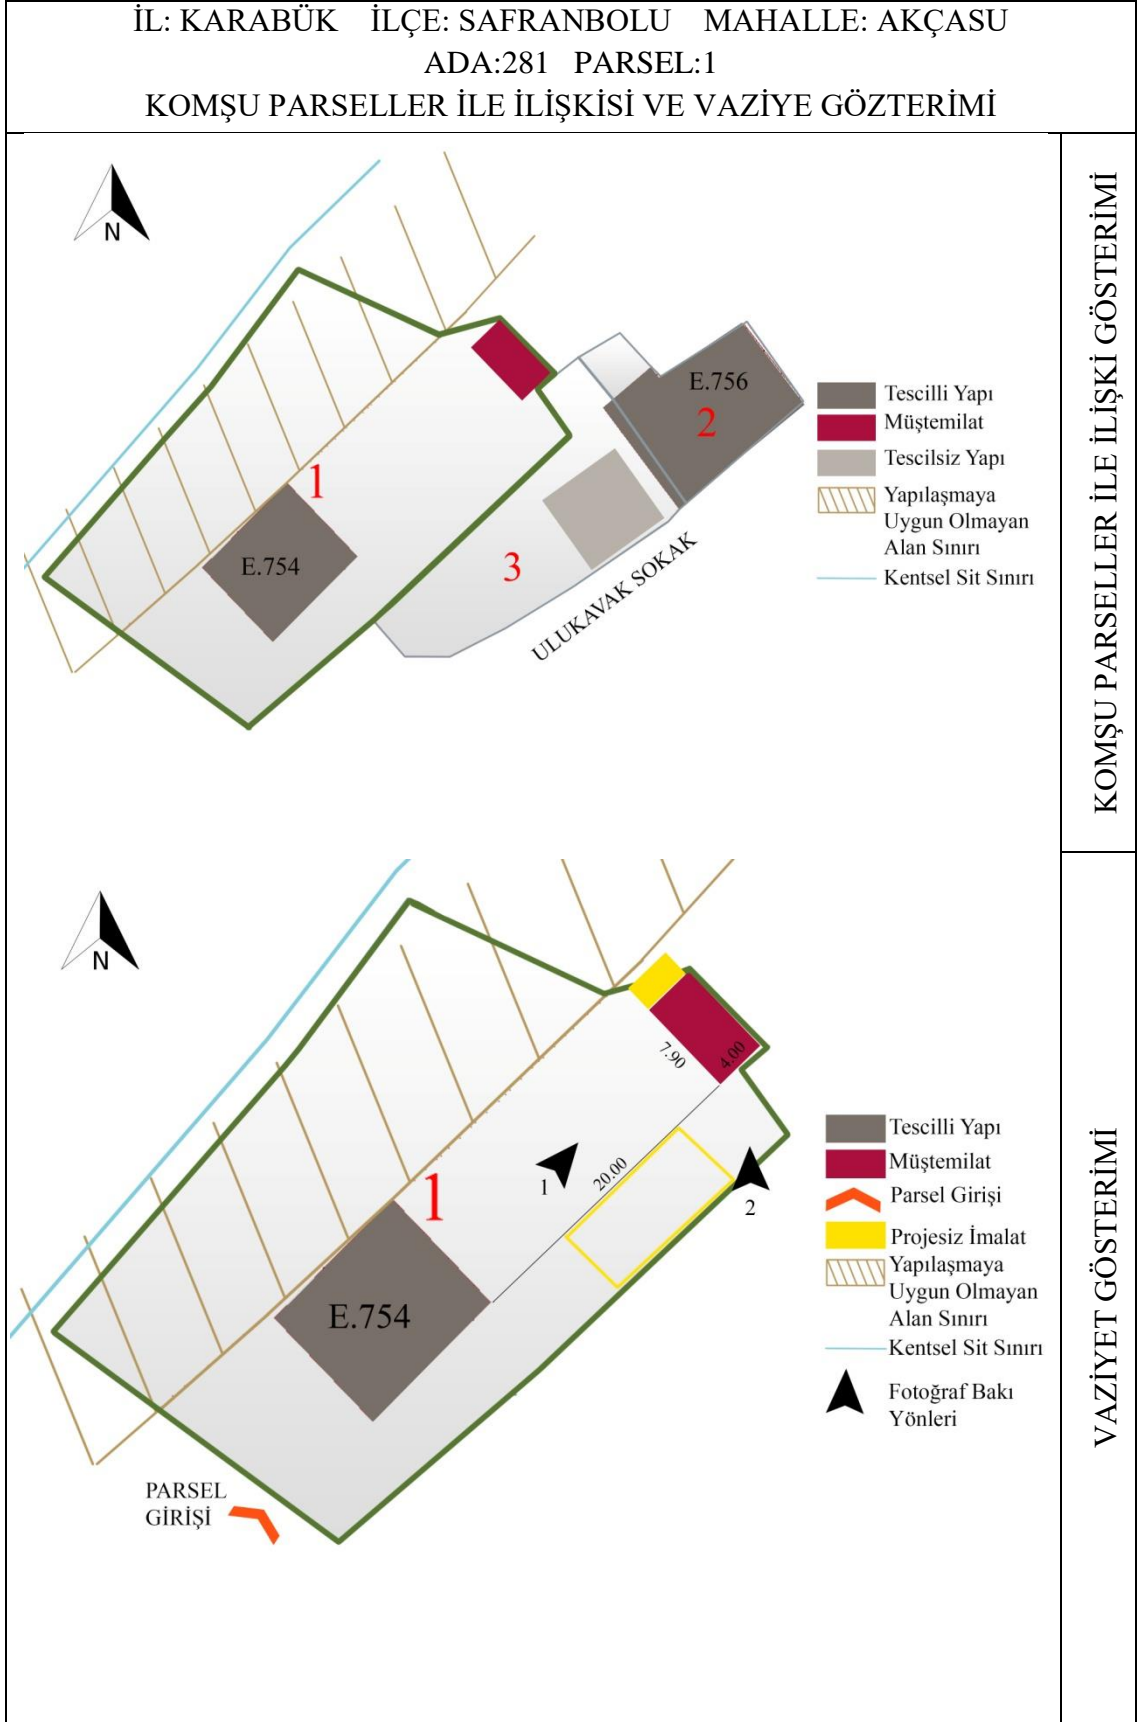 İL: KARABÜK İLÇE: SAFRANBOLU MAHALLE: AKÇASU
ADA:281 PARSEL:1
KOMŞU PARSELLER İLE İLİŞKİSİ VE VAZİYE GÖZTERİMİ
N
1
E.754
E.756
2
3
ULUKAVAK SOKAK
Tescilli Yapı
Müştemilat
Tescilsiz Yapı
Yapılaşmaya
Uygun Olmayan
Alan Sınırı
Kentsel Sit Sınırı
KOMŞU PARSELLER İLE İLİŞKİ GÖSTERİMİ
N
7.90
4.00
20.00
1
2
1
E.754
PARSEL
GİRİŞİ
Tescilli Yapı
Müştemilat
Parsel Girişi
Projesiz İmalat
Yapılaşmaya
Uygun Olmayan
Alan Sınırı
Kentsel Sit Sınırı
Fotoğraf Bakı
Yönleri
VAZİYET GÖSTERİMİ